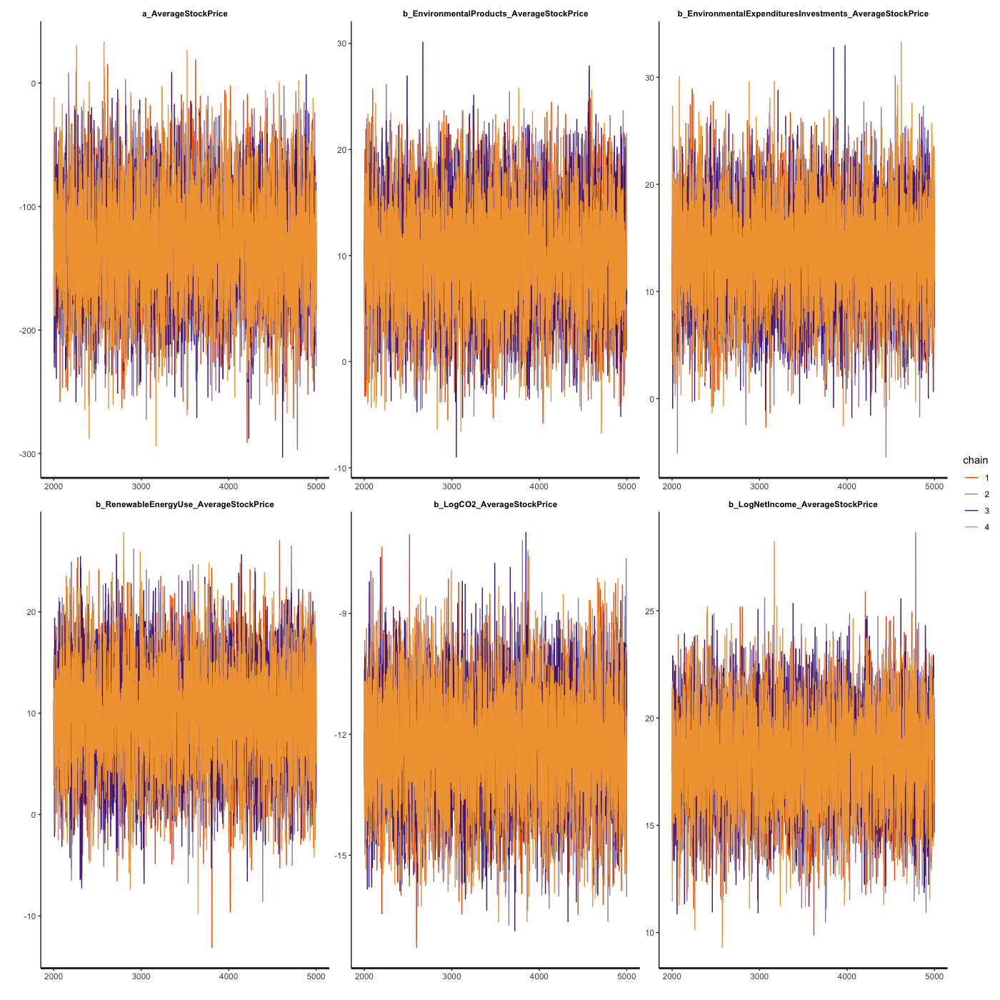 a_AverageStockPrice
b_EnvironmentalProducts_AverageStockPrice
b_EnvironmentalExpendituresInvestments_AverageStockPrice
0
-100
-200
-300
2000 3000 4000 5000
30
20
10
0
-10
2000 3000 4000 5000
30
20
10
0
2000 3000 4000 5000
chain
1
2
3
4
b_RenewableEnergyUse_AverageStockPrice
b_LogCO2_AverageStockPrice
b_LogNetIncome_AverageStockPrice
20
10
0
-10
2000 3000 4000 5000
-9
-12
-15
2000 3000 4000 5000
25
20
15
10
2000 3000 4000 5000